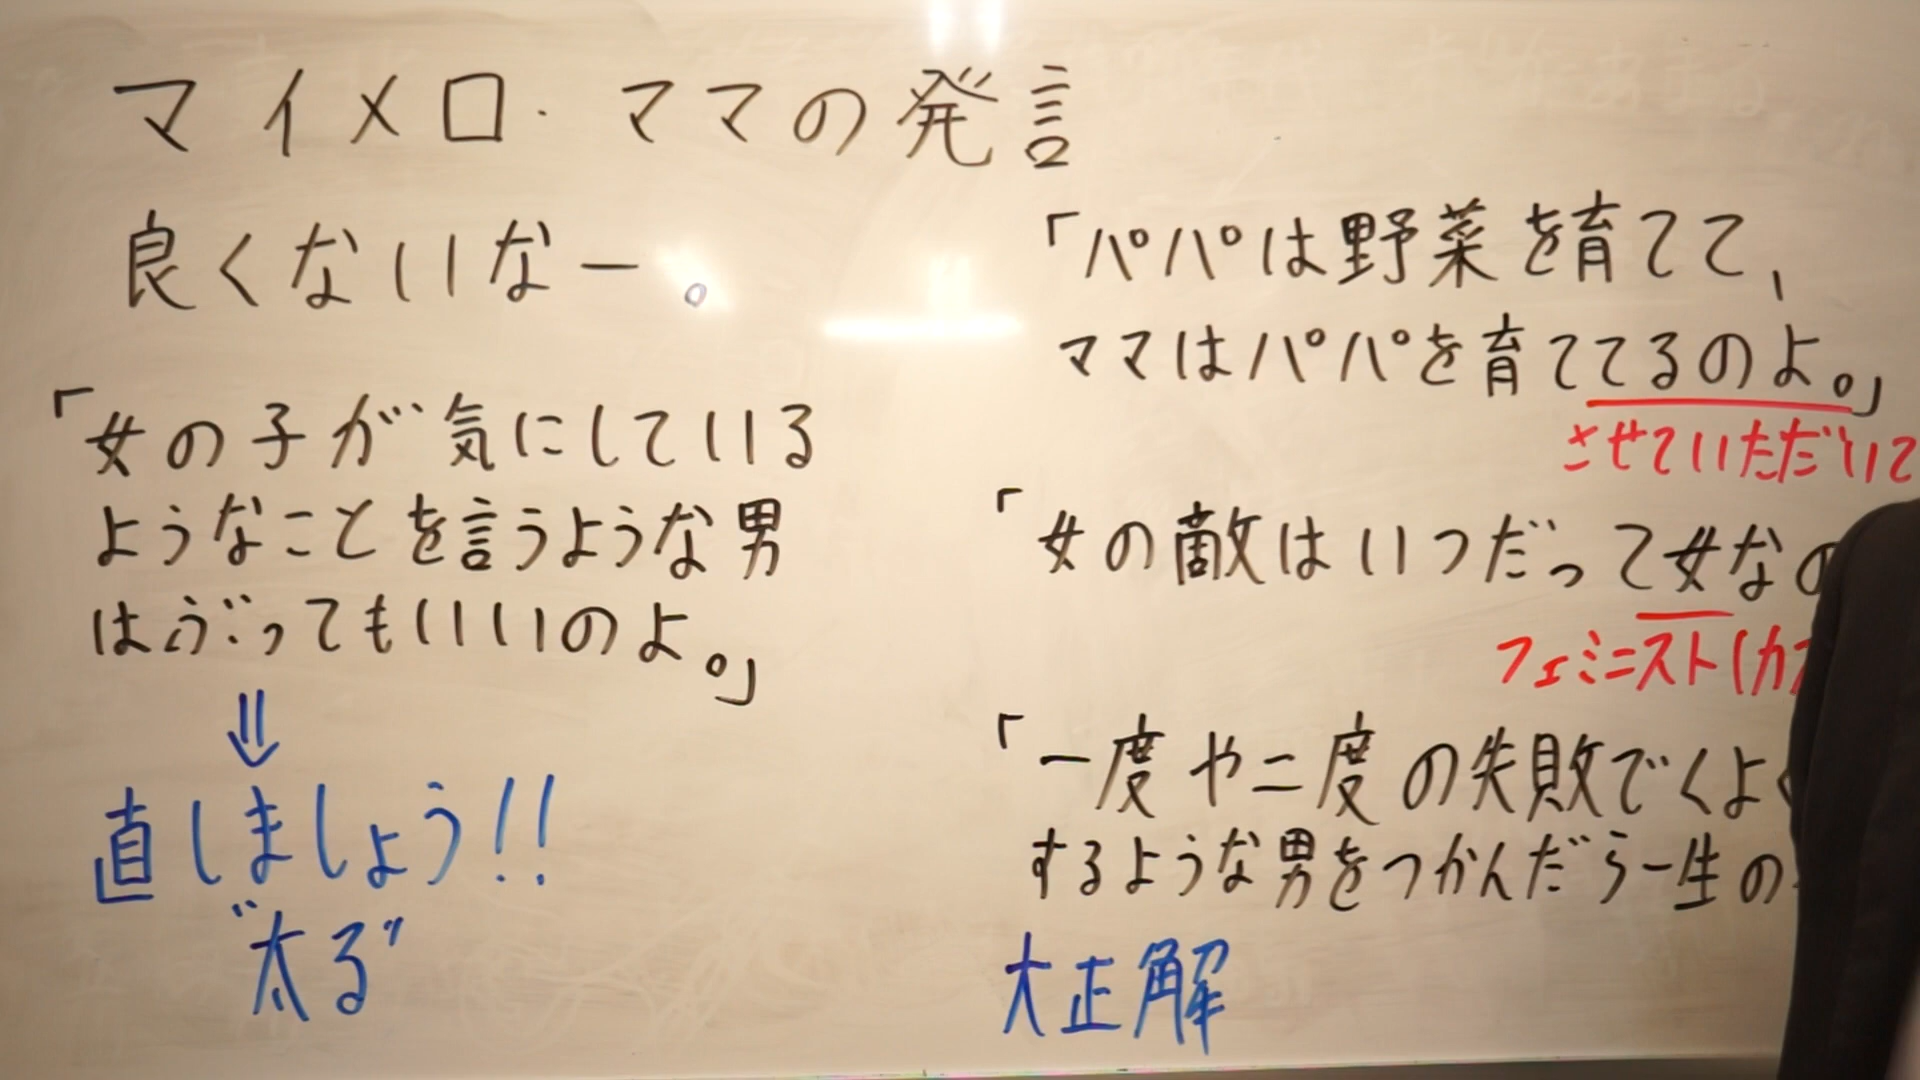 マイメロ・ママの発言
良くないなー。
「女の子が気にしている
ようなことを言うような男
はぶってもいいのよ。」
⇓
直しましょう!!
"太る"
「パパは野菜を育てて、
ママはパパを育ててるのよ。」
させていただいて
「女の敵はいつだって女なの
フェミニスト(カ
「一度や二度の失敗でくよ
するような男をつかんだら一生の
大正解